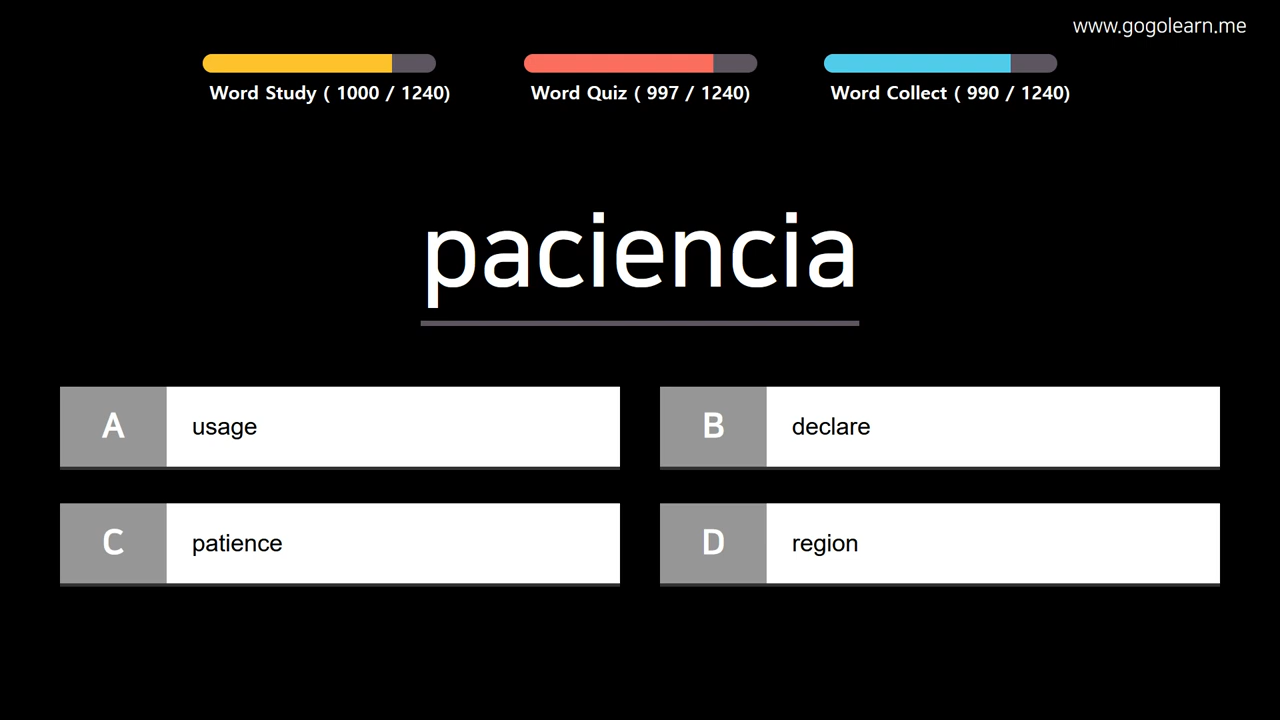 www.gogolearn.me
Word Study ( 1000 / 1240)
Word Quiz ( 997 / 1240)
Word Collect ( 990 / 1240)
paciencia
A usage
B declare
C patience
D region